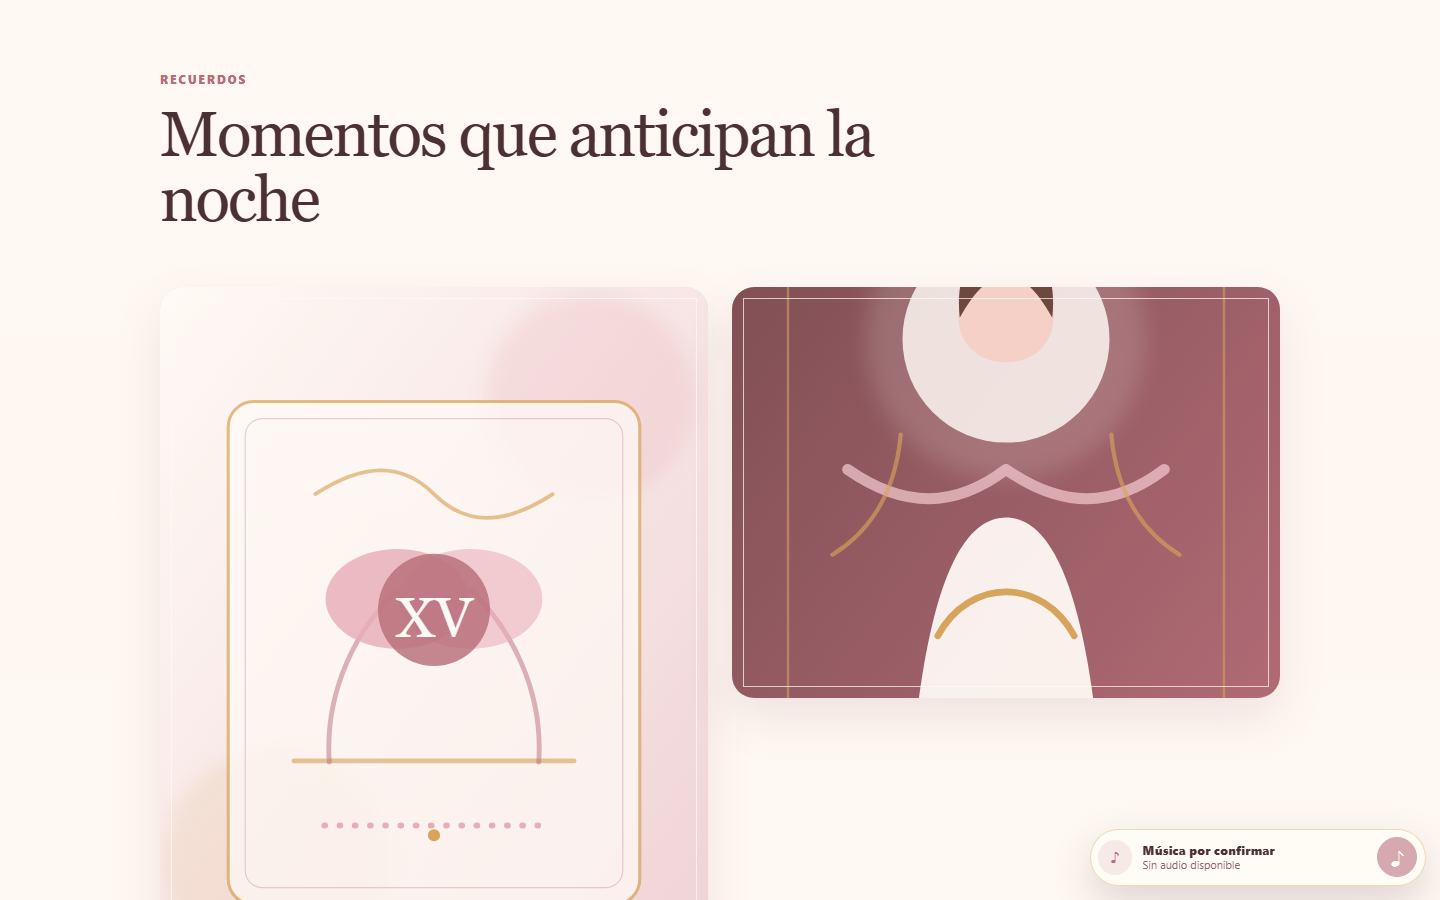 RECUERDOS
Momentos que anticipan la
noche
XV
Música por confirmar
Sin audio disponible